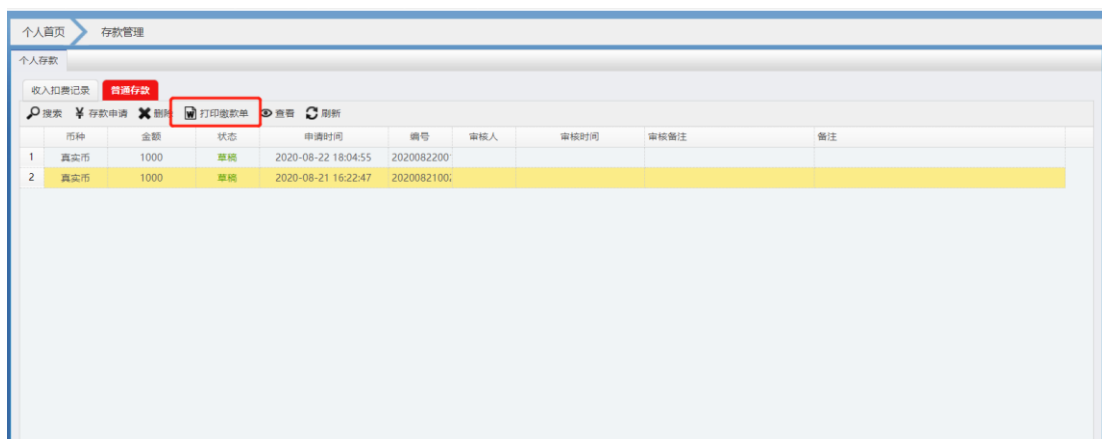 个人首页 存款管理
个人存款
收入扣费记录 普通存款
搜索 存款申请 删除 打印缴款单 查看 刷新
币种 金额 状态 申请时间 编号 审核人 审核时间 审核备注 备注
1 真实币 1000 草稿 2020-08-22 18:04:55 2020082200
2 真实币 1000 草稿 2020-08-21 16:22:47 2020082100